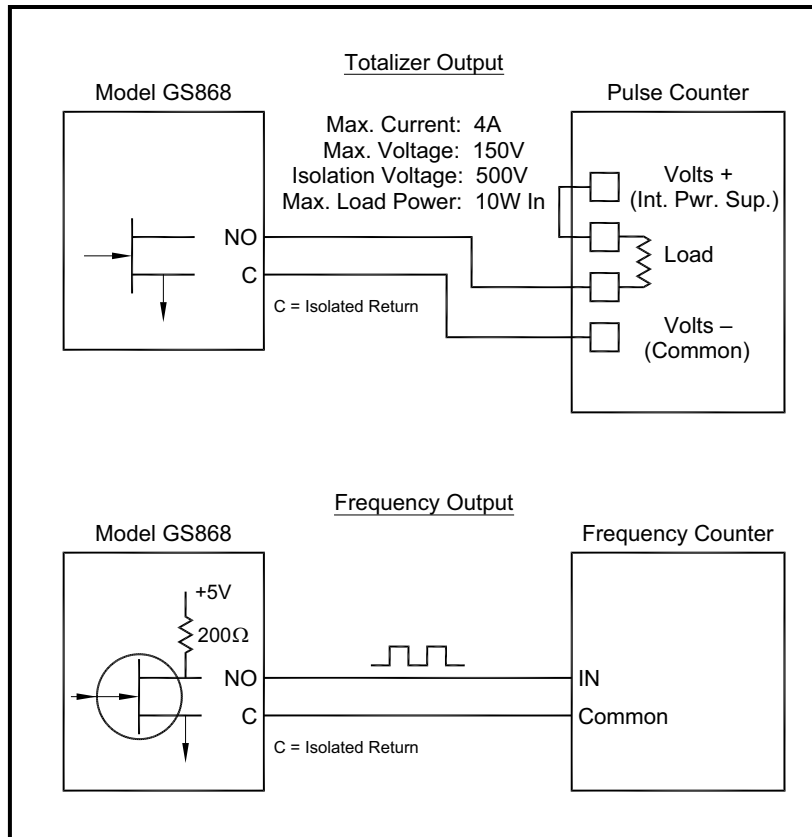 Totalizer Output
Model GS868
Pulse Counter
Max. Current: 4A
Max. Voltage: 150V
Isolation Voltage: 500V
Max. Load Power: 10W In
Volts +
(Int. Pwr. Sup.)
NO
Load
C
C = Isolated Return
Volts –
(Common)
Frequency Output
Model GS868
Frequency Counter
+5V
200Ω
NO
IN
C
Common
C = Isolated Return